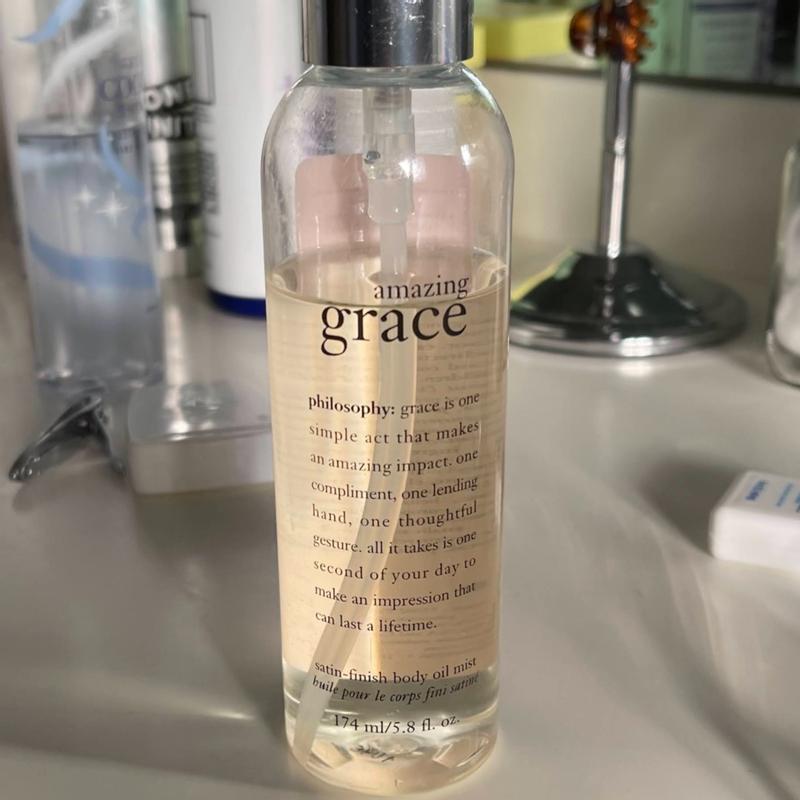 amazing
grace
philosophy: grace is one
simple act that makes
an amazing impact. one
compliment, one lending
hand, one thoughtful
gesture. all it takes is one
second of your day to
make an impression that
can last a lifetime.
satin-finish body oil mist
huile pour le corps fini satiné
174 ml/5.8 fl. oz.